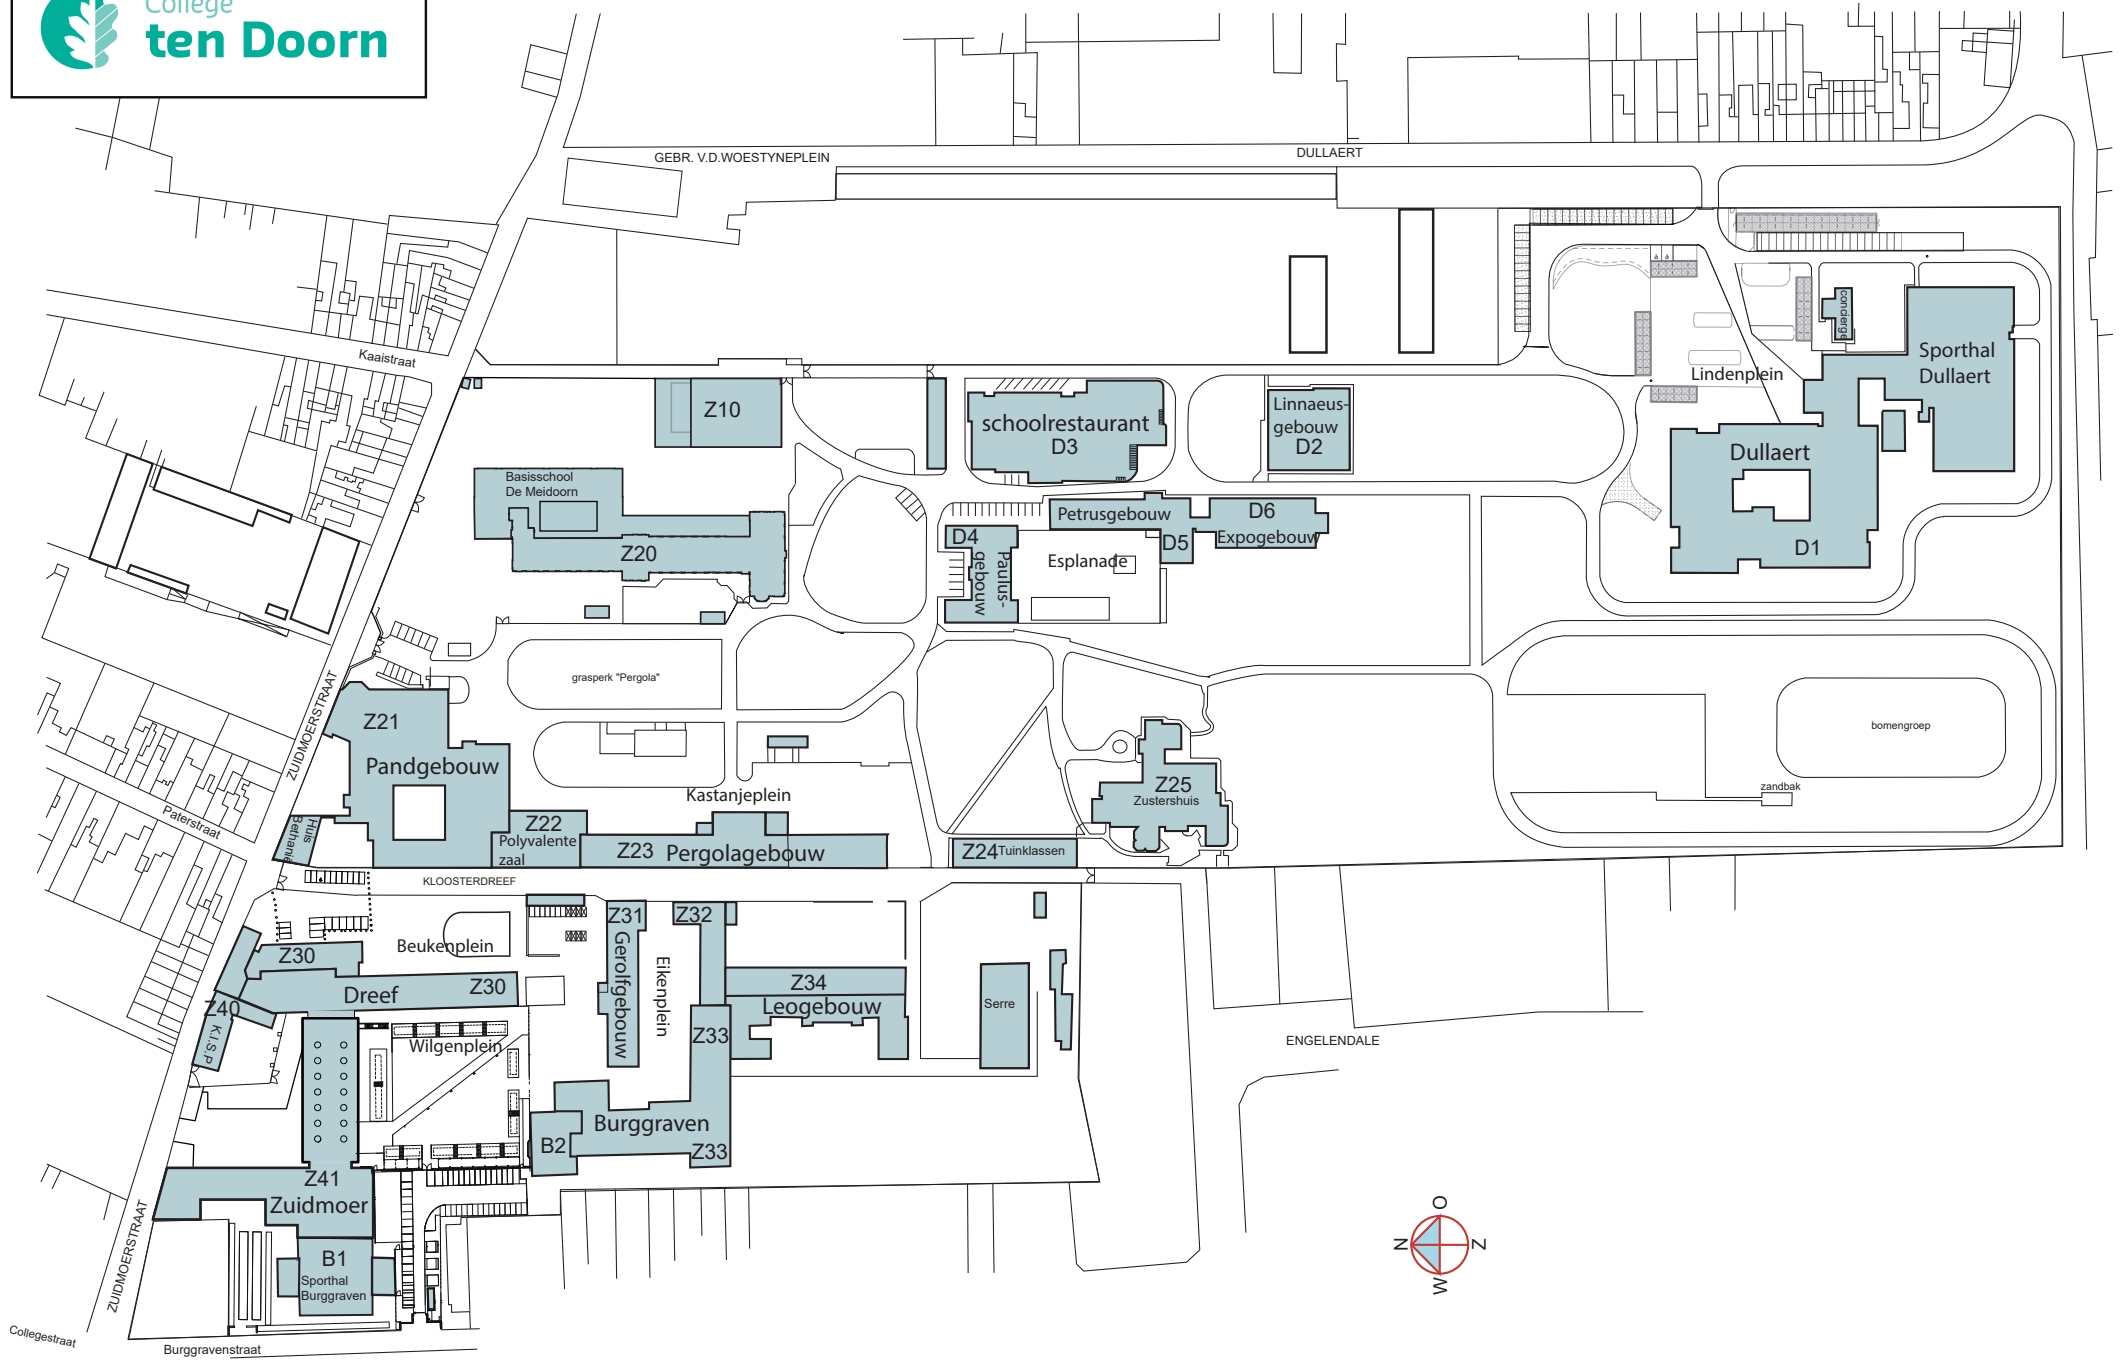 College
ten Doorn
GEBR. V.D.WOESTYNEPLEIN
DULLAERT
Kaaistraat
concierge
Sporthal
Dullaert
Lindenplein
Z10
schoolrestaurant
D3
Linnaeus-
gebouw
D2
Dullaert
D1
Basisschool
De Meidoorn
Z20
Petrusgebouw
D5
D6
Expogebouw
D4
Paulus-
gebouw
Esplanade
grasperk "Pergola"
ZUIDMOERSTRAAT
Z21
Pandgebouw
bomengroep
zandbak
Z25
Zustershuis
Kastanjeplein
Paterstraat
Huis
Bethanië
Z22
Polyvalente
zaal
Z23 Pergolagebouw
Z24 Tuinklassen
KLOOSTERDREEF
Beukenplein
Z31
Gerolfgebouw
Eikenplein
Z32
Z30
Dreef
Z30
Z34
Leogebouw
Serre
Z40
K.I.S.P.
Wilgenplein
Z33
ENGELENDALE
Burggraven
B2
Z33
Z41
Zuidmoer
ZUIDMOERSTRAAT
B1
Sporthal
Burggraven
O
N
Z
W
Collegestraat
Burggravenstraat